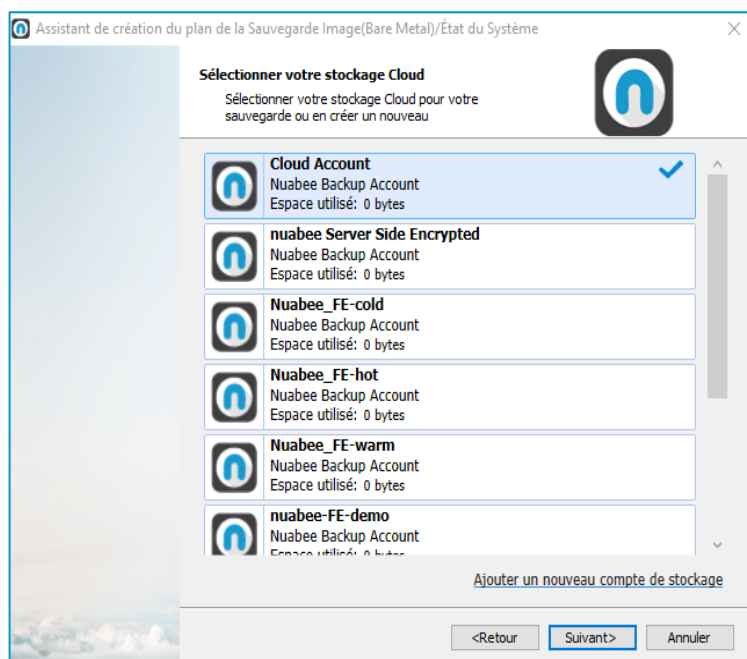 Assistant de création du plan de la Sauvegarde Image(Bare Metal)/État du Système
Sélectionner votre stockage Cloud
Sélectionner votre stockage Cloud pour votre
sauvegarde ou en créer un nouveau
Cloud Account
Nuabee Backup Account
Espace utilisé: 0 bytes
nuabee Server Side Encrypted
Nuabee Backup Account
Espace utilisé: 0 bytes
Nuabee_FE-cold
Nuabee Backup Account
Espace utilisé: 0 bytes
Nuabee_FE-hot
Nuabee Backup Account
Espace utilisé: 0 bytes
Nuabee_FE-warm
Nuabee Backup Account
Espace utilisé: 0 bytes
nuabee-FE-demo
Nuabee Backup Account
Espace utilisé: 0 bytes
Ajouter un nouveau compte de stockage
<Retour
Suivant>
Annuler